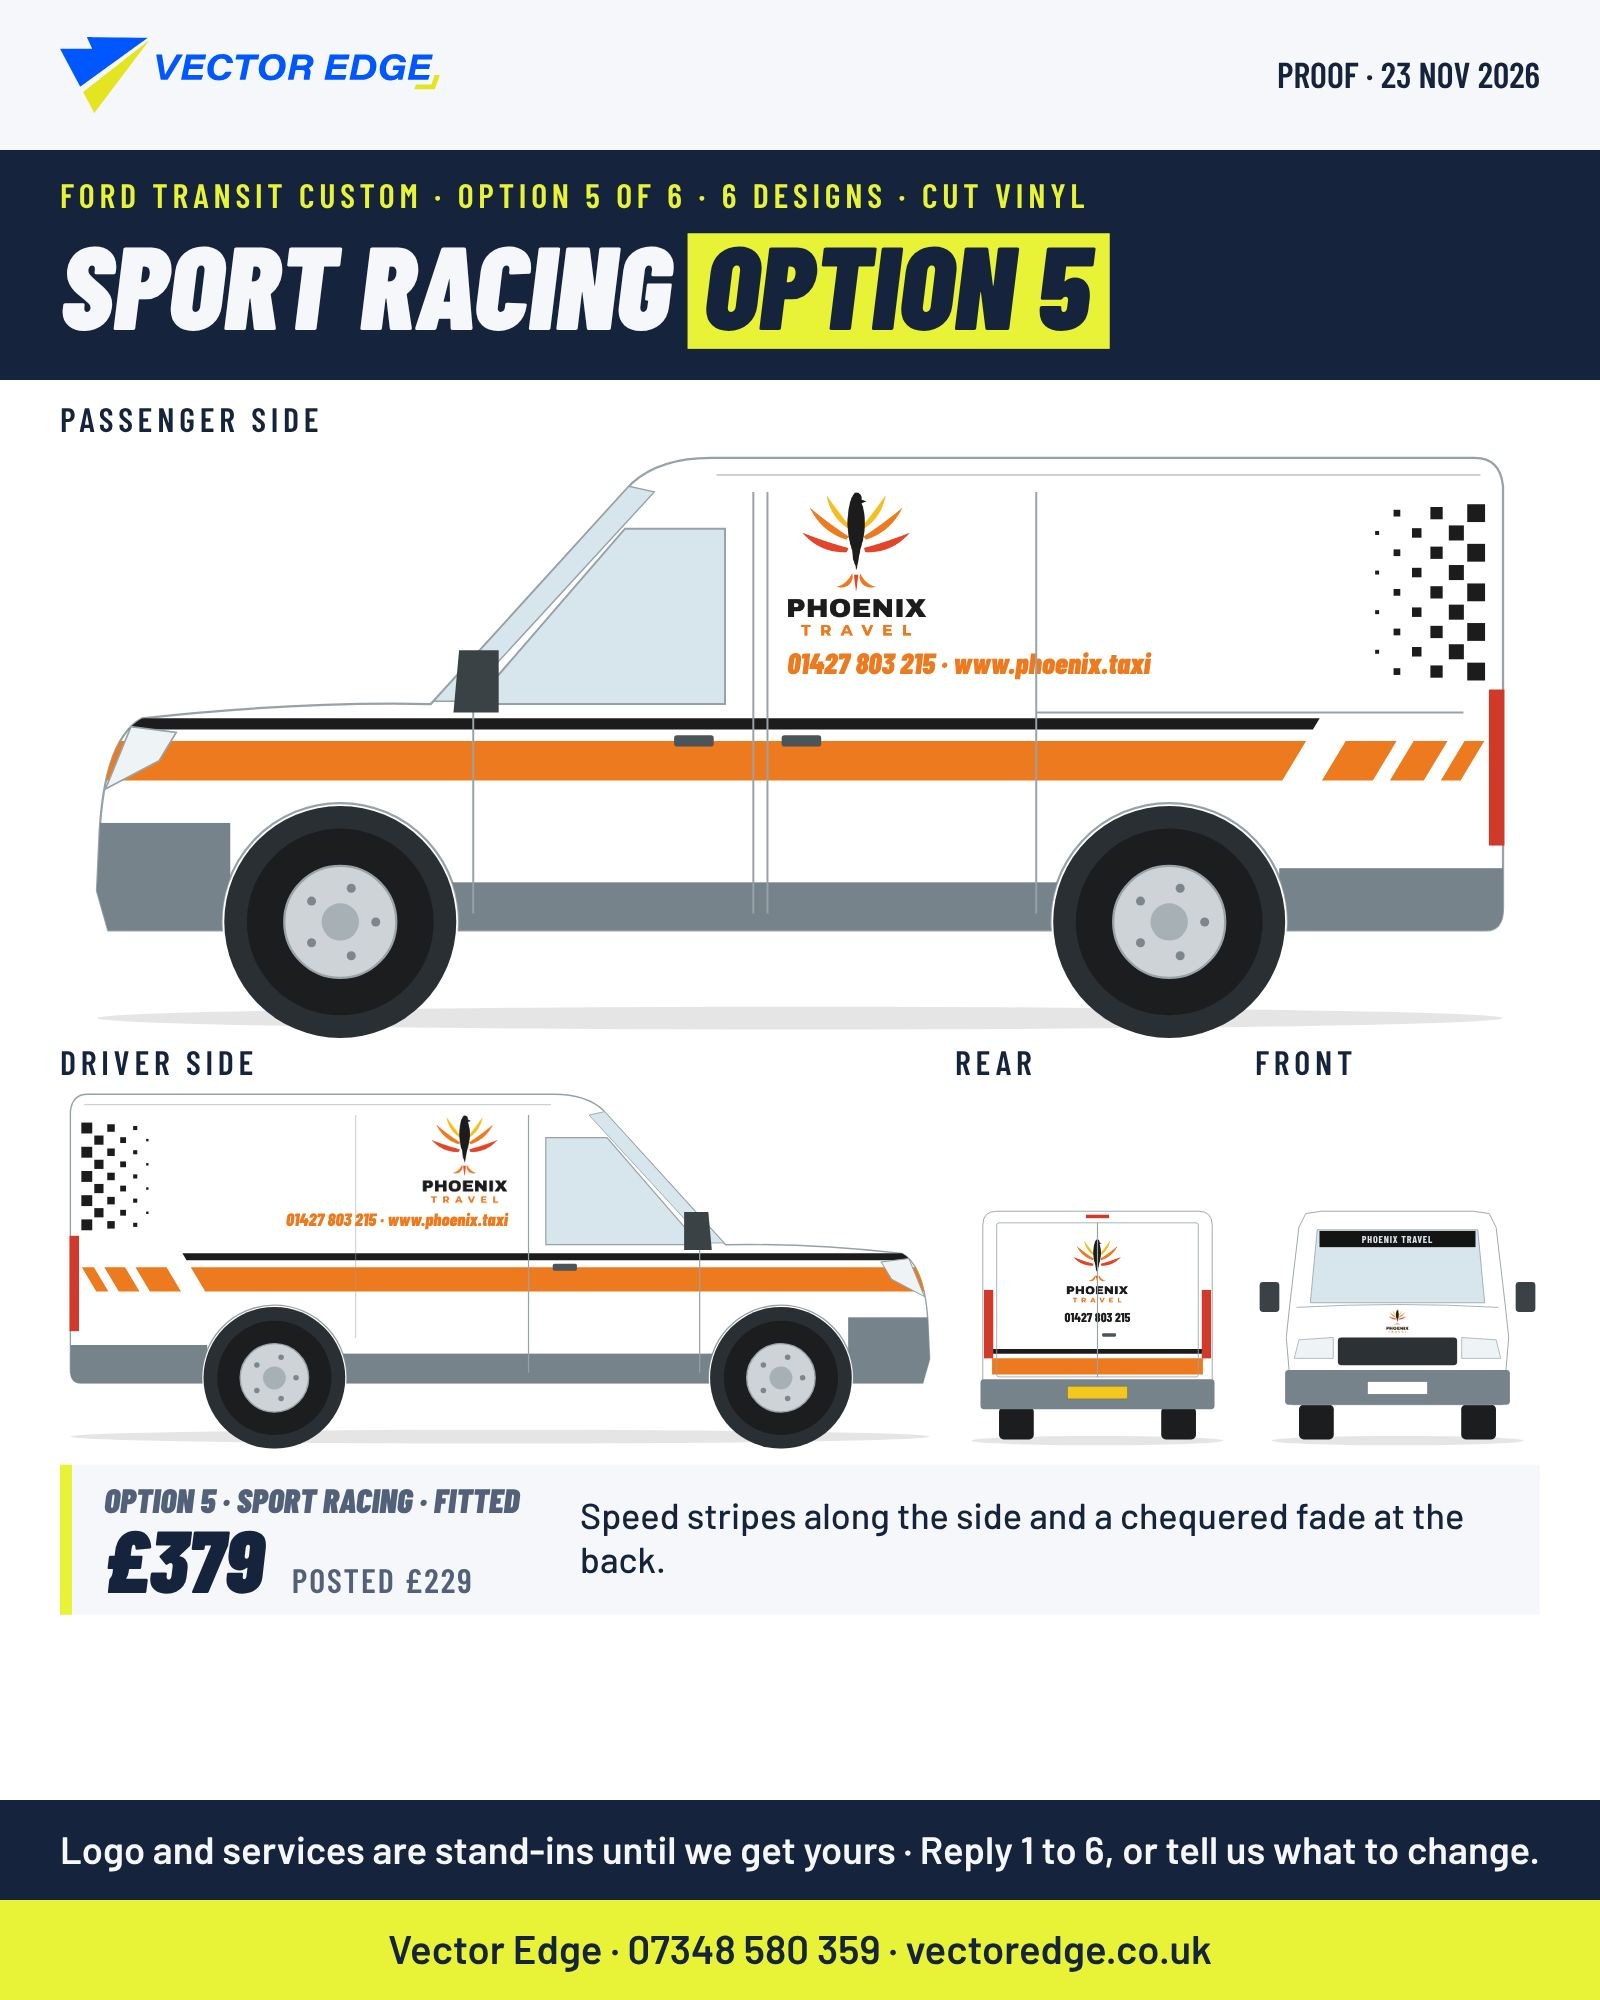 VECTOR EDGE
PROOF · 23 NOV 2026
FORD TRANSIT CUSTOM · OPTION 5 OF 6 · 6 DESIGNS · CUT VINYL
SPORT RACING OPTION 5
PASSENGER SIDE
PHOENIX
TRAVEL
01427 803 215 · www.phoenix.taxi
DRIVER SIDE
REAR
FRONT
PHOENIX
TRAVEL
01427 803 215 · www.phoenix.taxi
PHOENIX
TRAVEL
01427 803 215
PHOENIX TRAVEL
PHOENIX
OPTION 5 · SPORT RACING · FITTED
£379 POSTED £229
Speed stripes along the side and a chequered fade at the
back.
Logo and services are stand-ins until we get yours · Reply 1 to 6, or tell us what to change.
Vector Edge · 07348 580 359 · vectoredge.co.uk